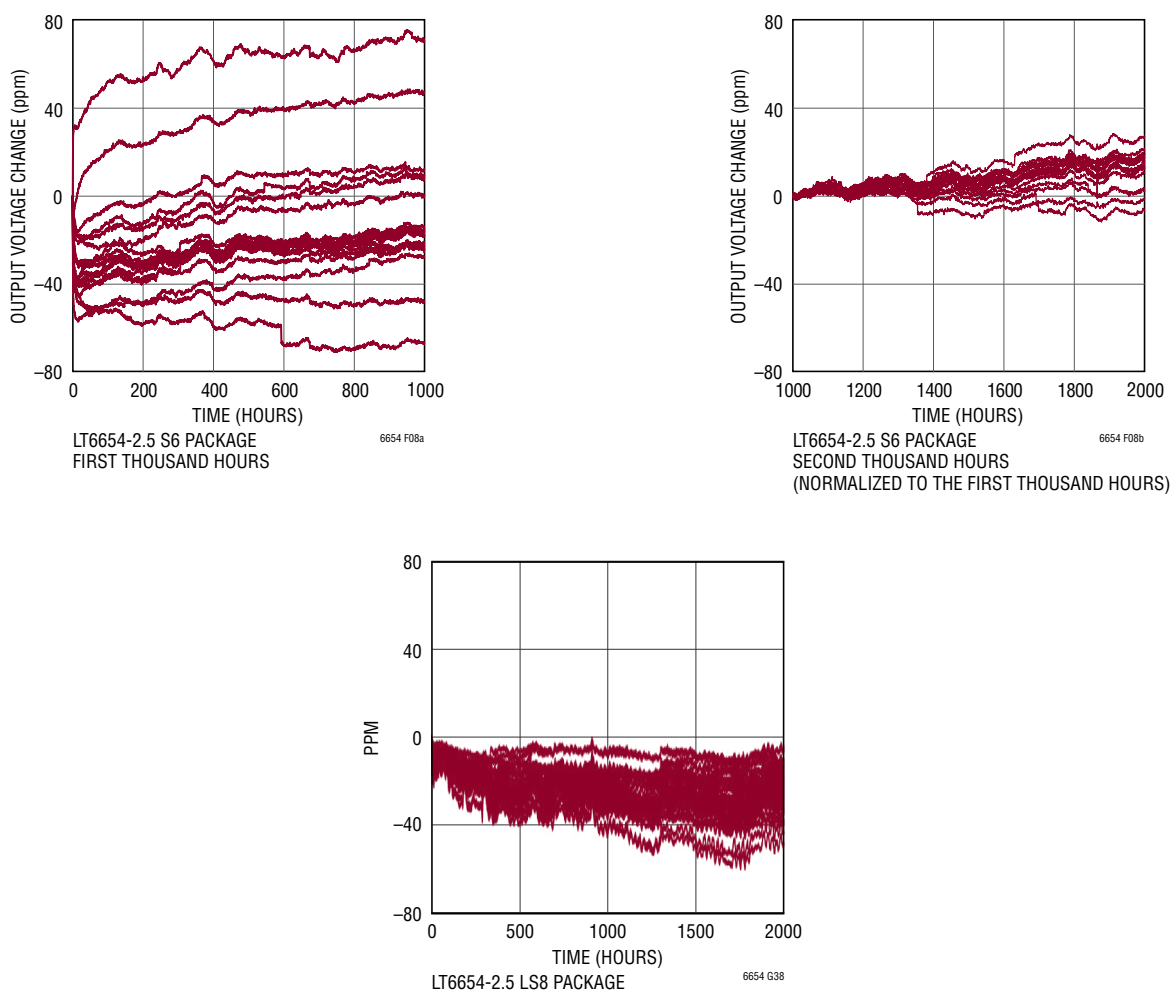 OUTPUT VOLTAGE CHANGE (ppm)
80
40
0
–40
–80
0 200 400 600 800 1000
TIME (HOURS)
LT6654-2.5 S6 PACKAGE
FIRST THOUSAND HOURS
6654 F08a
OUTPUT VOLTAGE CHANGE (ppm)
80
40
0
–40
–80
1000 1200 1400 1600 1800 2000
TIME (HOURS)
LT6654-2.5 S6 PACKAGE
SECOND THOUSAND HOURS
(NORMALIZED TO THE FIRST THOUSAND HOURS)
6654 F08b
PPM
80
40
0
–40
–80
0 500 1000 1500 2000
TIME (HOURS)
LT6654-2.5 LS8 PACKAGE
6654 G38